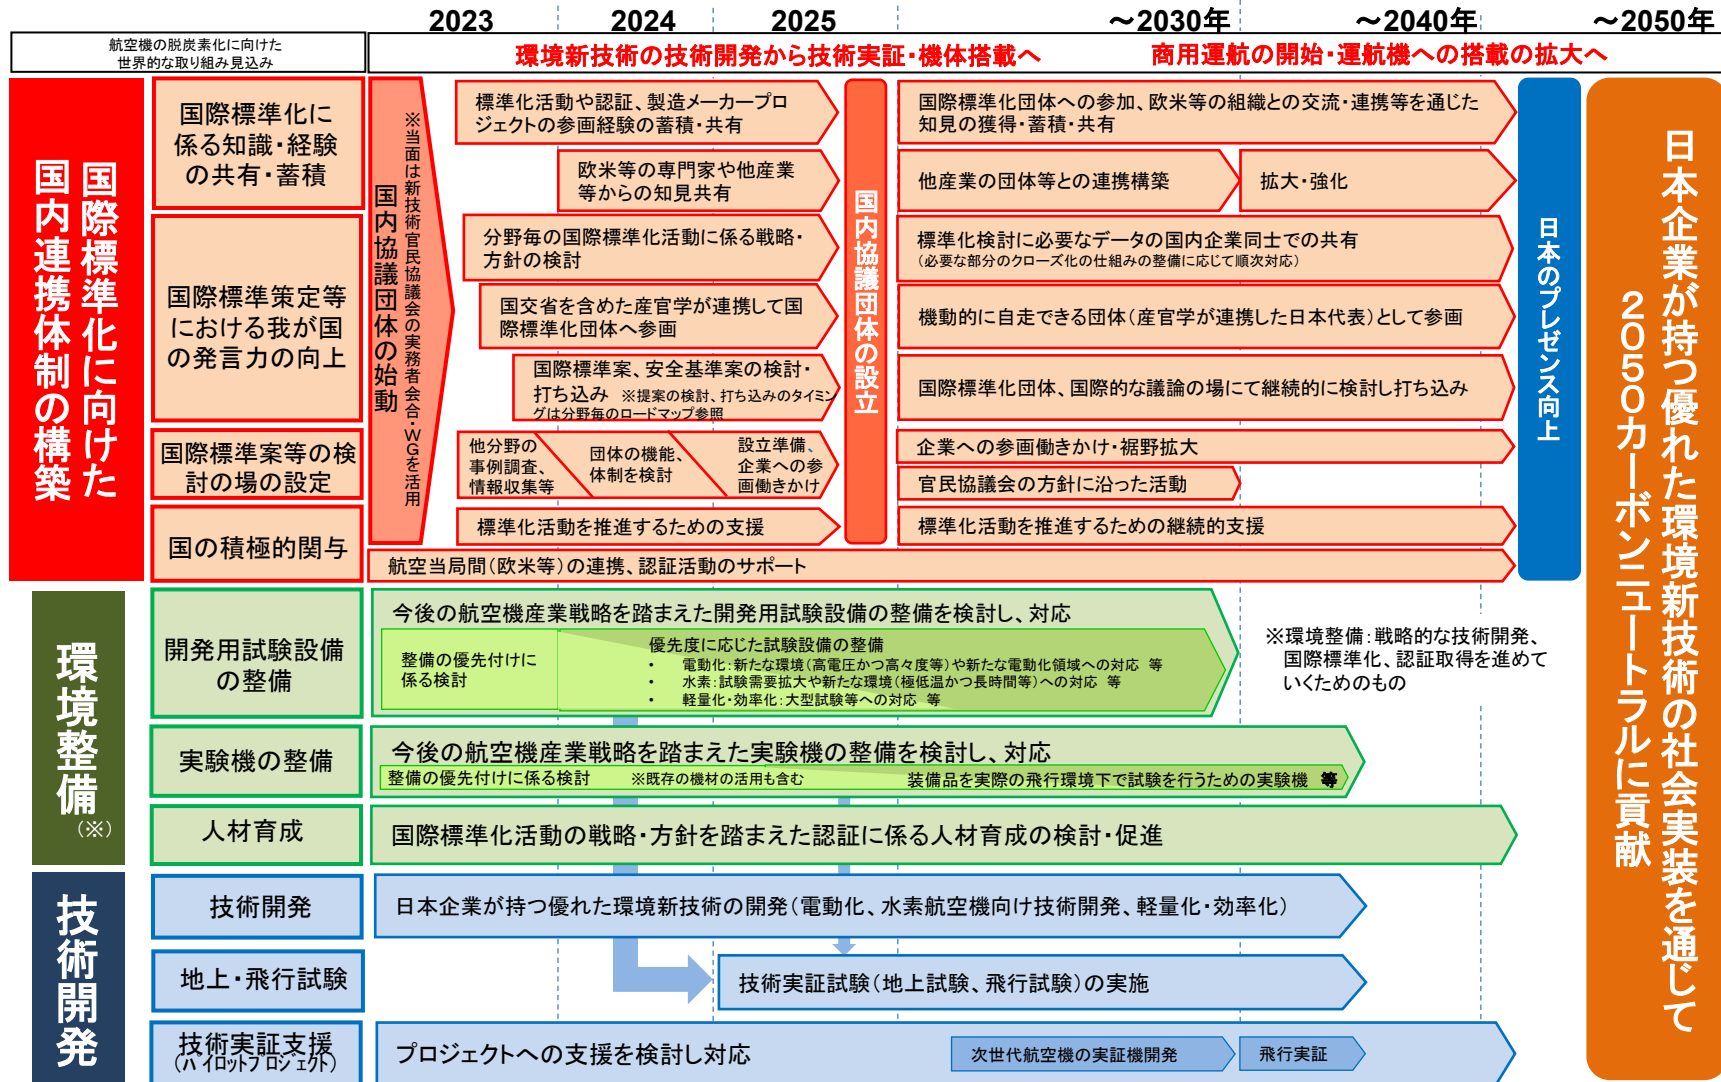 2023
2024
2025
～2030年
～2040年
～2050年
航空機の脱炭素化に向けた
世界的な取り組み見込み
環境新技術の技術開発から技術実証・機体搭載へ
商用運航の開始・運航機への搭載の拡大へ
国際標準化に向けた
国内連携体制の構築
国際標準化に
係る知識・経験
の共有・蓄積
国際標準策定等
における我が国
の発言力の向上
国際標準案等の検
討の場の設定
国の積極的関与
国内協議団体の始動
※当面は新技術官民協議会の実務者会合・WGを活用
標準化活動や認証、製造メーカープロ
ジェクトの参画経験の蓄積・共有
欧米等の専門家や他産業
等からの知見共有
分野毎の国際標準化活動に係る戦略・
方針の検討
国交省を含めた産官学が連携して国
際標準化団体へ参画
国際標準案、安全基準案の検討・
打ち込み ※提案の検討、打ち込みのタイミン
グは分野毎のロードマップ参照
他分野の
事例調査、
情報収集等
団体の機能、
体制を検討
設立準備、
企業への参
画働きかけ
標準化活動を推進するための支援
航空当局間（欧米等）の連携、認証活動のサポート
国内協議団体の設立
国際標準化団体への参加、欧米等の組織との交流・連携等を通じた
知見の獲得・蓄積・共有
他産業の団体等との連携構築
拡大・強化
標準化検討に必要なデータの国内企業同士での共有
（必要な部分のクローズ化の仕組みの整備に応じて順次対応）
機動的に自走できる団体（産官学が連携した日本代表）として参画
国際標準化団体、国際的な議論の場にて継続的に検討し打ち込み
企業への参画働きかけ・裾野拡大
官民協議会の方針に沿った活動
標準化活動を推進するための継続的支援
日本のプレゼンス向上
日本企業が持つ優れた環境新技術の社会実装を通じて
２０５０カーボンニュートラルに貢献
環境整備
（※）
開発用試験設備
の整備
今後の航空機産業戦略を踏まえた開発用試験設備の整備を検討し、対応
整備の優先付けに
係る検討
優先度に応じた試験設備の整備
・ 電動化：新たな環境（高電圧かつ高々度等）や新たな電動化領域への対応 等
・ 水素：試験需要拡大や新たな環境（極低温かつ長時間等）への対応 等
・ 軽量化・効率化：大型試験等への対応 等
※環境整備：戦略的な技術開発、
国際標準化、認証取得を進めて
いくためのもの
実験機の整備
今後の航空機産業戦略を踏まえた実験機の整備を検討し、対応
整備の優先付けに係る検討
※既存の機材の活用も含む
装備品を実際の飛行環境下で試験を行うための実験機 等
人材育成
国際標準化活動の戦略・方針を踏まえた認証に係る人材育成の検討・促進
技術開発
技術開発
日本企業が持つ優れた環境新技術の開発（電動化、水素航空機向け技術開発、軽量化・効率化）
地上・飛行試験
技術実証試験（地上試験、飛行試験）の実施
技術実証支援
（パイロットプロジェクト）
プロジェクトへの支援を検討し対応
次世代航空機の実証機開発
飛行実証